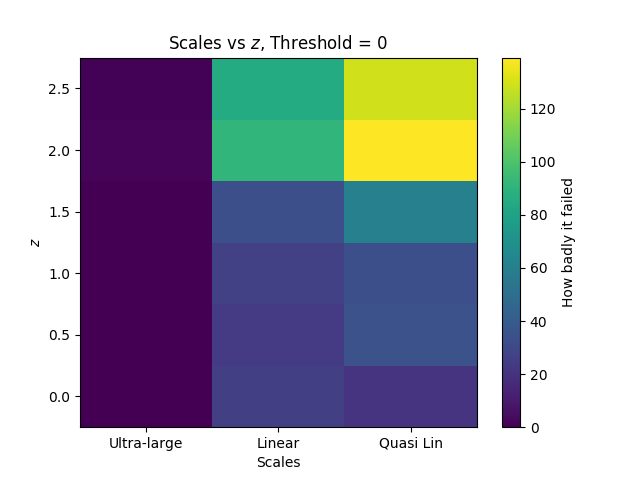 Scales vs z, Threshold = 0
2.5
2.0
1.5
1.0
0.5
0.0
z
Ultra-large
Linear
Quasi Lin
Scales
120
100
80
60
40
20
0
How badly it failed